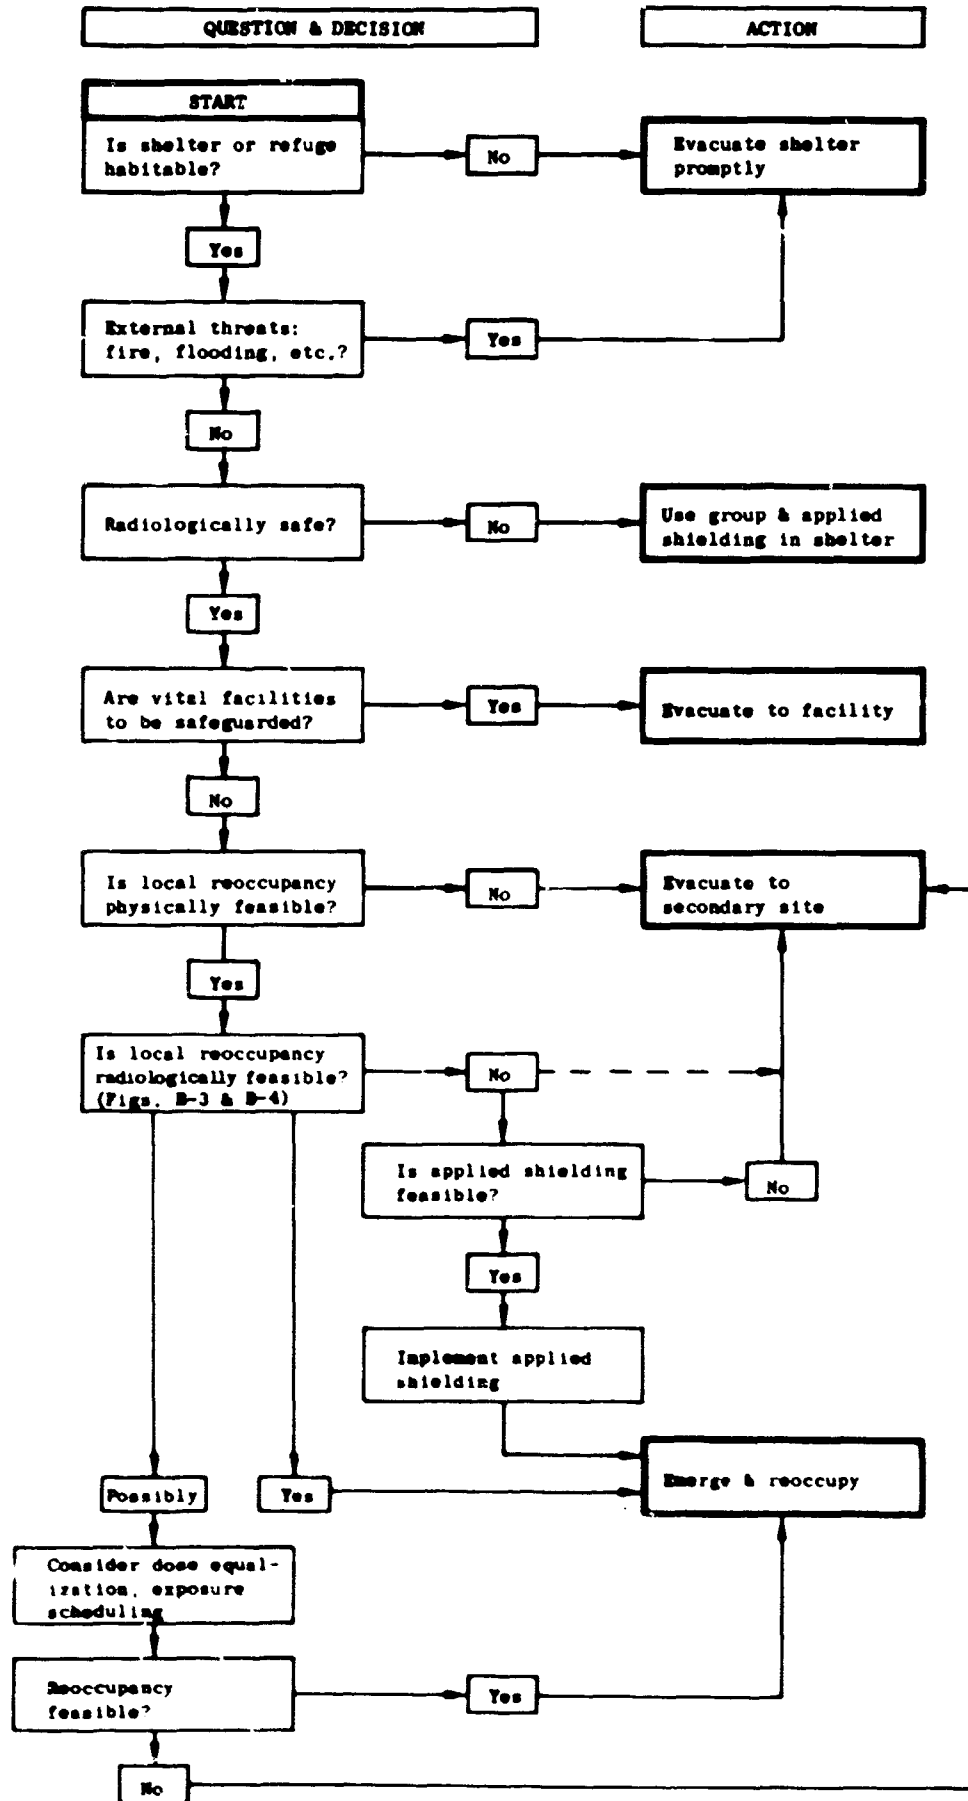 QUESTION & DECISION
ACTION
START
Is shelter or refuge
habitable?
No
Evacuate shelter
promptly
Yes
External threats:
fire, flooding, etc.?
Yes
No
Radiologically safe?
No
Use group & applied
shielding in shelter
Yes
Are vital facilities
to be safeguarded?
Yes
Evacuate to facility
No
Is local reoccupancy
physically feasible?
No
Evacuate to
secondary site
Yes
Is local reoccupancy
radiologically feasible?
(Figs. B-3 & B-4)
No
Is applied shielding
feasible?
No
Yes
Implement applied
shielding
Possibly
Yes
Emerge & reoccupy
Consider dose equal-
ization, exposure
scheduling
Reoccupancy
feasible?
Yes
No